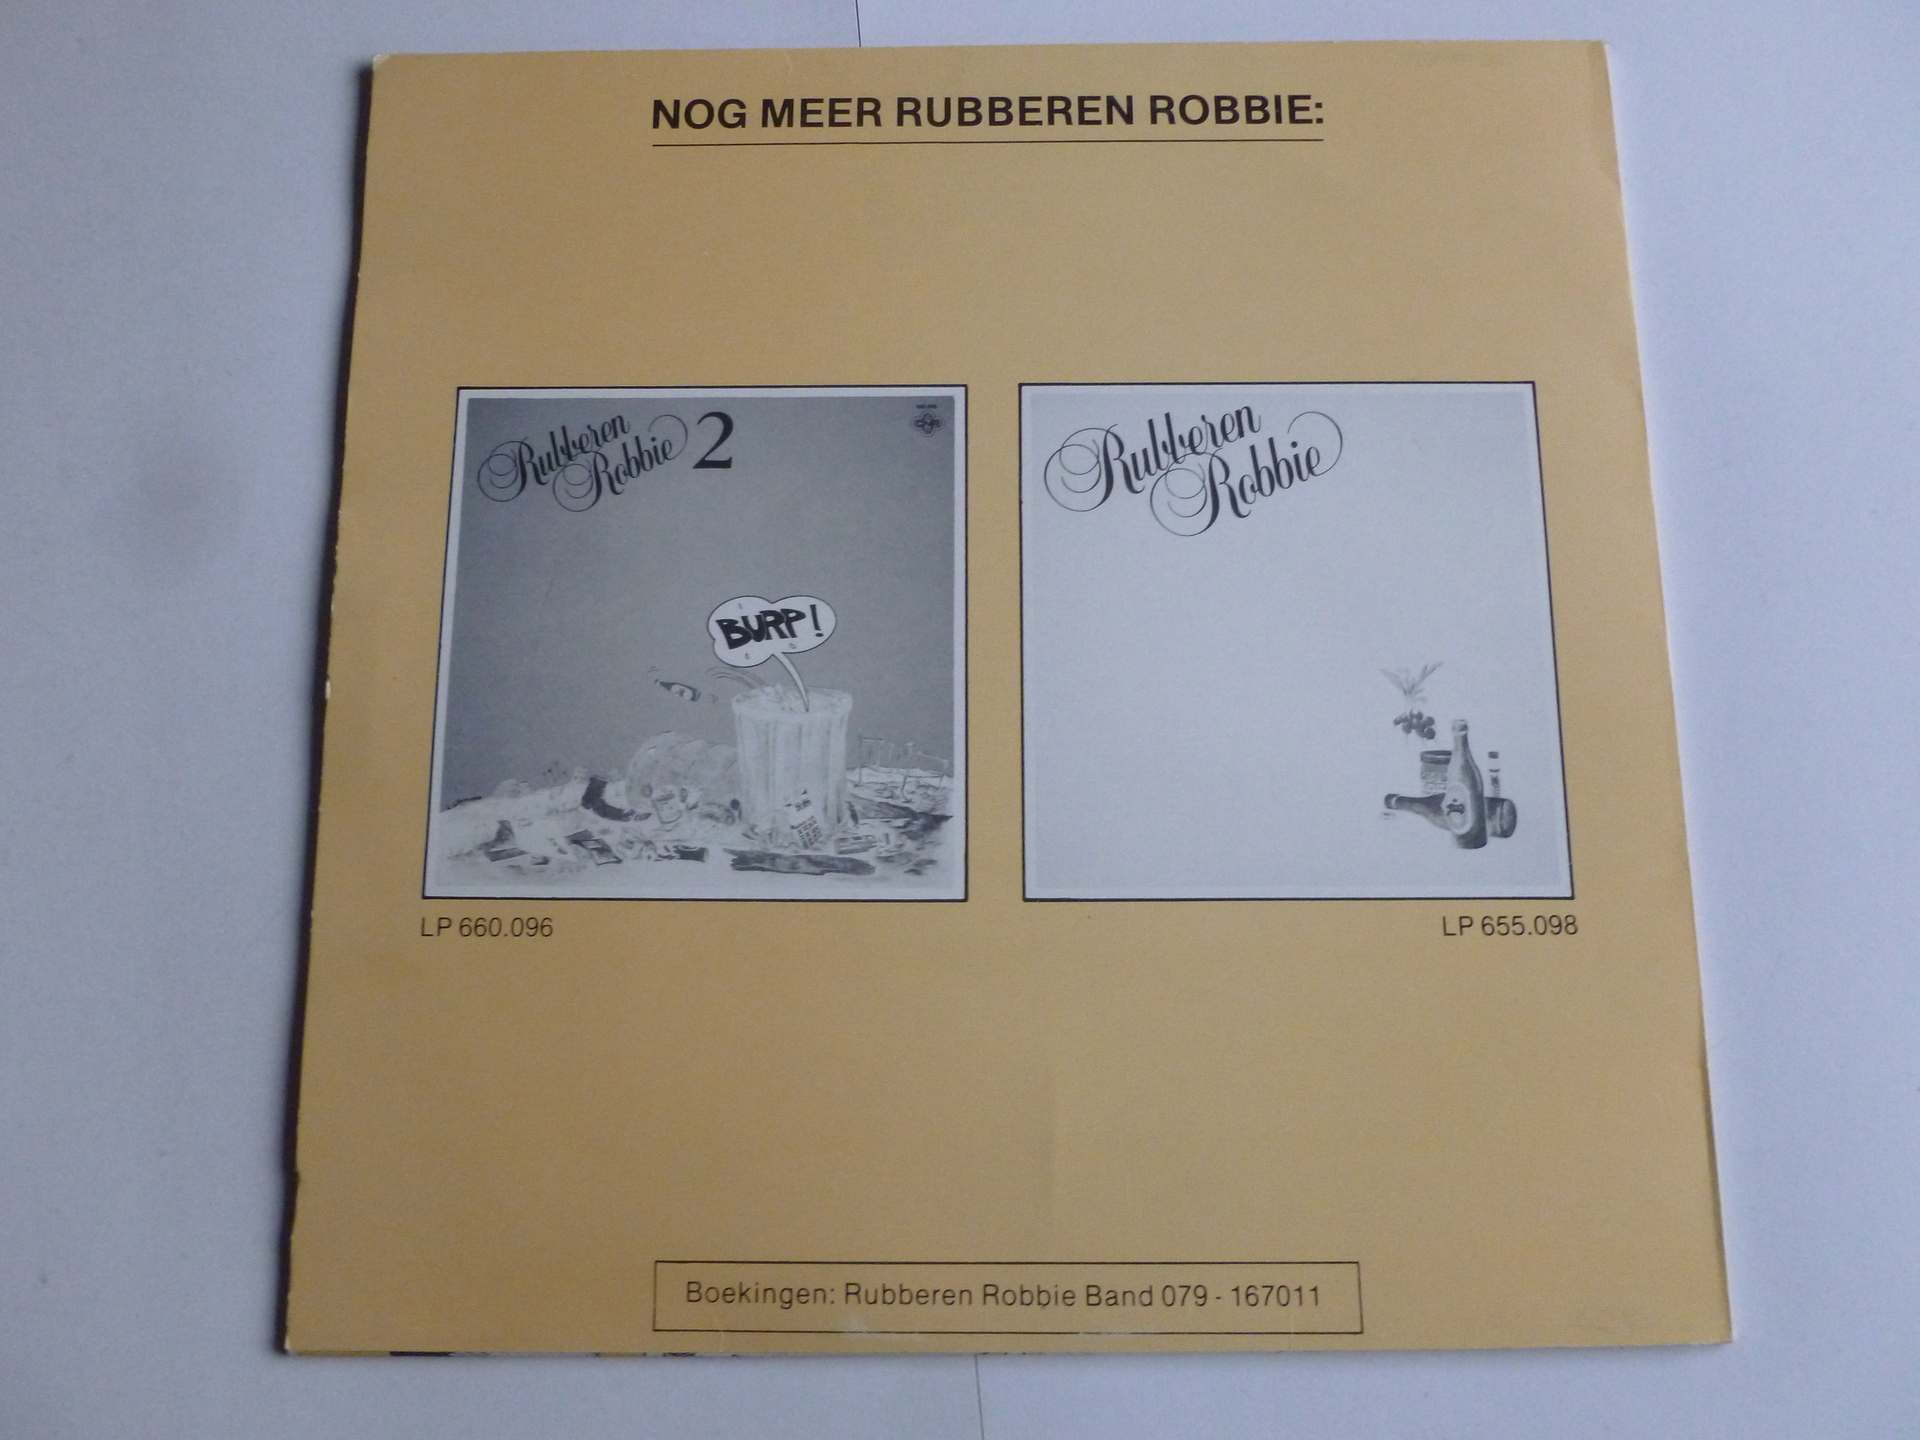 NOG MEER RUBBEREN ROBBIE:
Rubberen
Robbie 2
CNR
BURP!
Rubberen
Robbie
LP 660.096
LP 655.098
Boekingen: Rubberen Robbie Band 079 - 167011